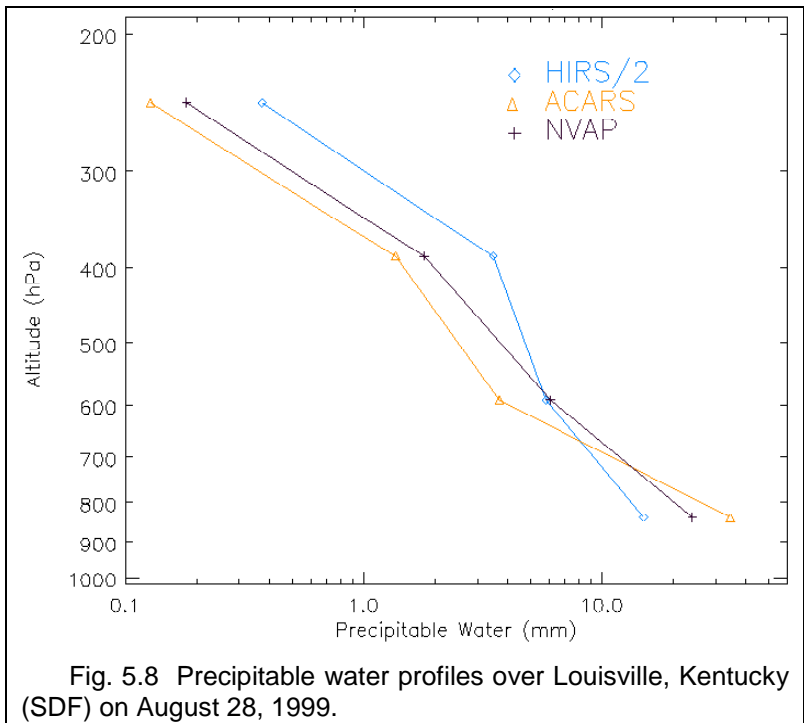 200
300
400
500
600
700
800
900
1000
Altitude (hPa)
HIRS/2
ACARS
NVAP
0.1
1.0
10.0
Precipitable Water (mm)
Fig. 5.8 Precipitable water profiles over Louisville, Kentucky
(SDF) on August 28, 1999.